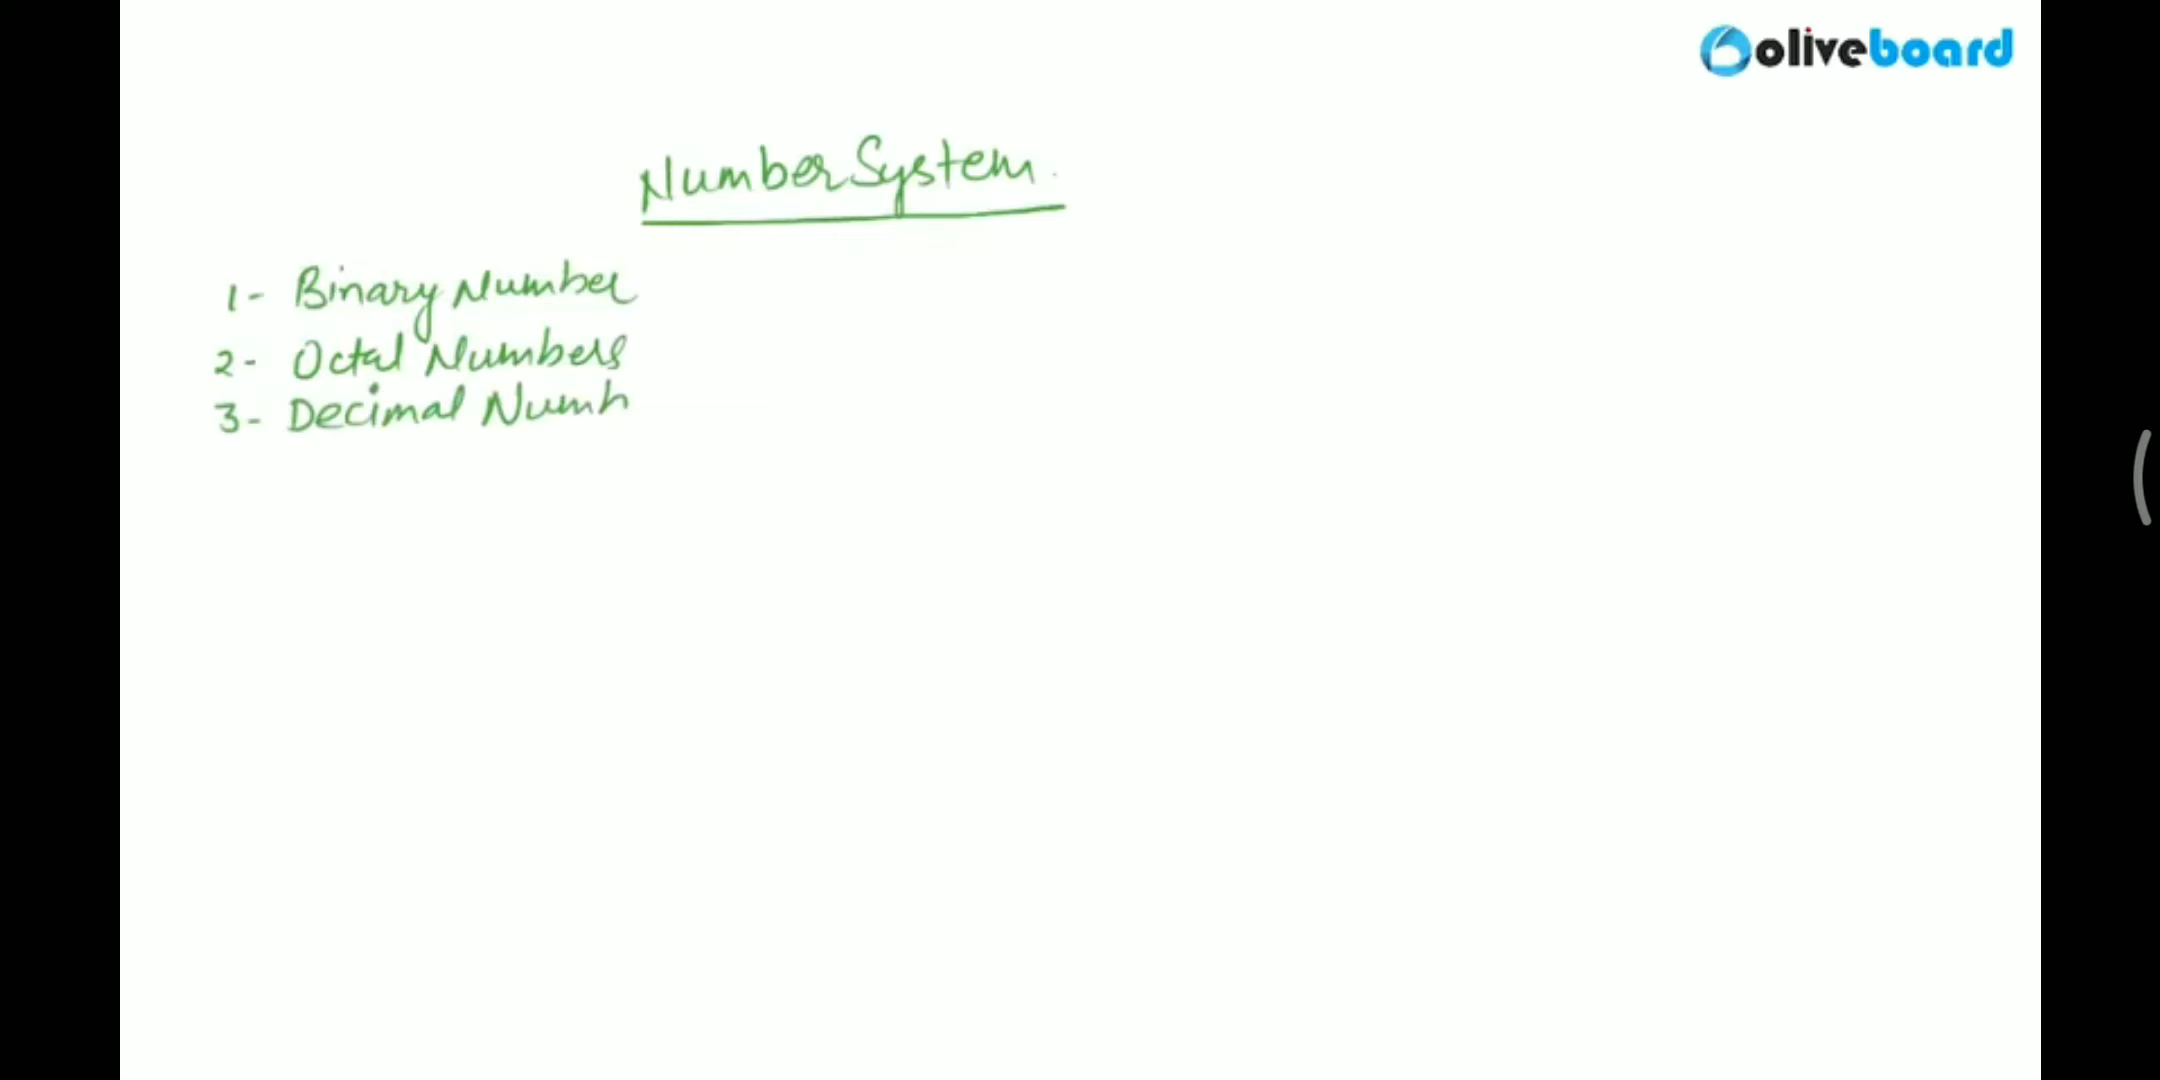 oliveboard
Number System.
1- Binary Number
2- Octal Numbers
3- Decimal Numb